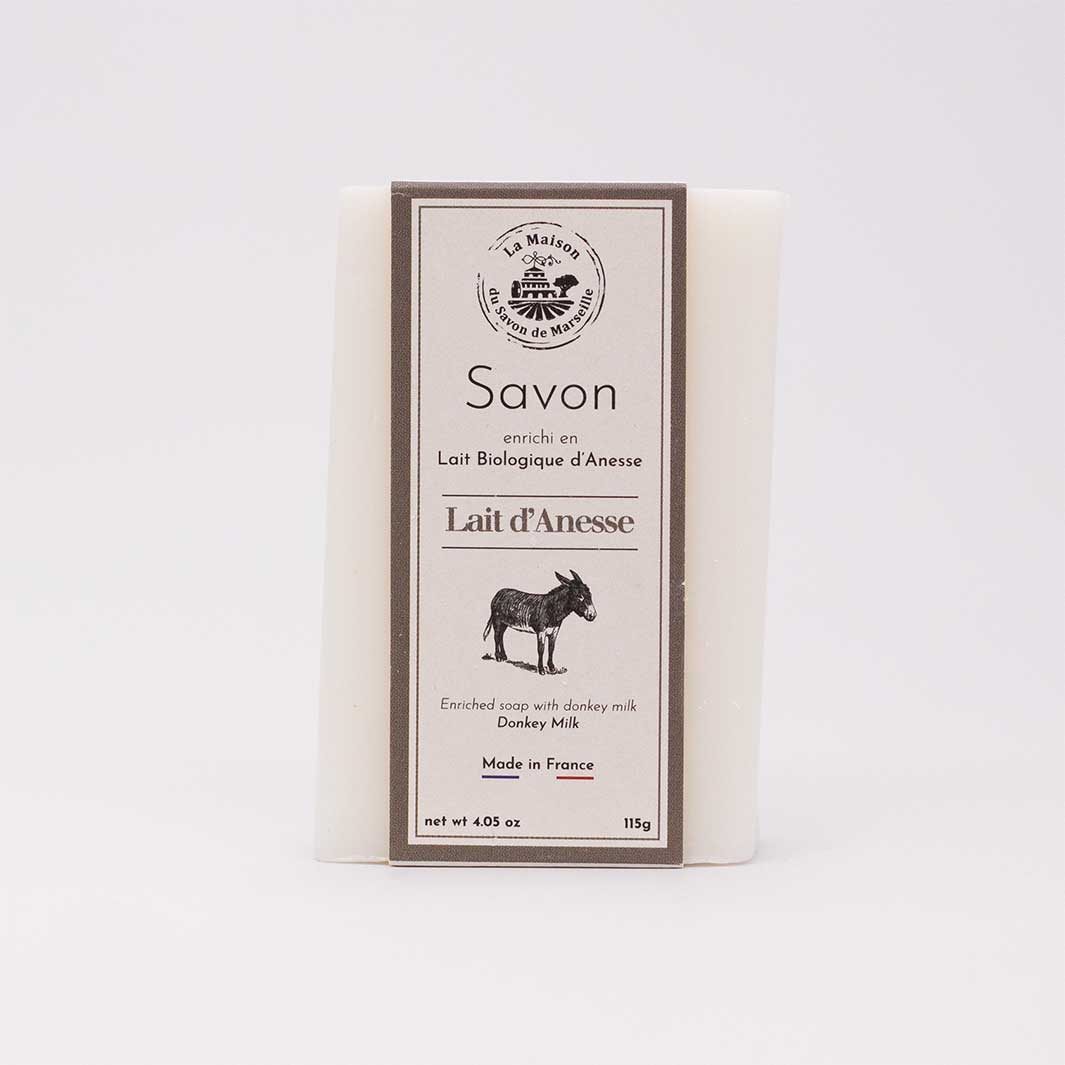 La Maison
du Savon de Marseille
Savon
enrichi en
Lait Biologique d'Anesse
Lait d'Anesse
Enriched soap with donkey milk
Donkey Milk
Made in France
net wt 4.05 oz 115g